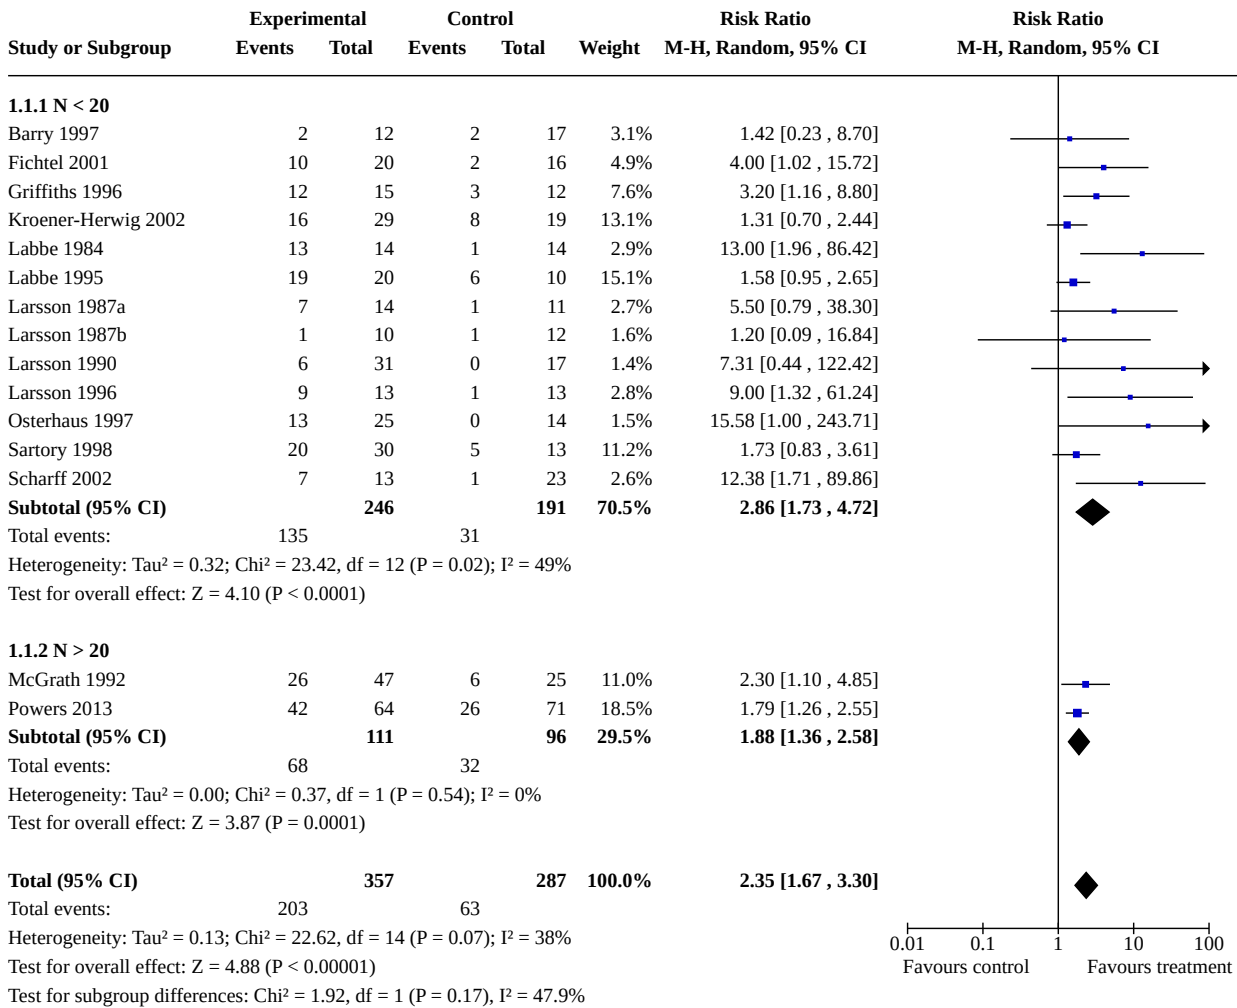 Experimental Control Risk Ratio Risk Ratio
Study or Subgroup Events Total Events Total Weight M-H, Random, 95% CI M-H, Random, 95% CI
1.1.1 N < 20
Barry 1997 2 12 2 17 3.1% 1.42 [0.23 , 8.70]
Fichtel 2001 10 20 2 16 4.9% 4.00 [1.02 , 15.72]
Griffiths 1996 12 15 3 12 7.6% 3.20 [1.16 , 8.80]
Kroener-Herwig 2002 16 29 8 19 13.1% 1.31 [0.70 , 2.44]
Labbe 1984 13 14 1 14 2.9% 13.00 [1.96 , 86.42]
Labbe 1995 19 20 6 10 15.1% 1.58 [0.95 , 2.65]
Larsson 1987a 7 14 1 11 2.7% 5.50 [0.79 , 38.30]
Larsson 1987b 1 10 1 12 1.6% 1.20 [0.09 , 16.84]
Larsson 1990 6 31 0 17 1.4% 7.31 [0.44 , 122.42]
Larsson 1996 9 13 1 13 2.8% 9.00 [1.32 , 61.24]
Osterhaus 1997 13 25 0 14 1.5% 15.58 [1.00 , 243.71]
Sartory 1998 20 30 5 13 11.2% 1.73 [0.83 , 3.61]
Scharff 2002 7 13 1 23 2.6% 12.38 [1.71 , 89.86]
Subtotal (95% CI) 246 191 70.5% 2.86 [1.73 , 4.72]
Total events: 135 31
Heterogeneity: Tau² = 0.32; Chi² = 23.42, df = 12 (P = 0.02); I² = 49%
Test for overall effect: Z = 4.10 (P < 0.0001)
1.1.2 N > 20
McGrath 1992 26 47 6 25 11.0% 2.30 [1.10 , 4.85]
Powers 2013 42 64 26 71 18.5% 1.79 [1.26 , 2.55]
Subtotal (95% CI) 111 96 29.5% 1.88 [1.36 , 2.58]
Total events: 68 32
Heterogeneity: Tau² = 0.00; Chi² = 0.37, df = 1 (P = 0.54); I² = 0%
Test for overall effect: Z = 3.87 (P = 0.0001)
Total (95% CI) 357 287 100.0% 2.35 [1.67 , 3.30]
Total events: 203 63
Heterogeneity: Tau² = 0.13; Chi² = 22.62, df = 14 (P = 0.07); I² = 38%
Test for overall effect: Z = 4.88 (P < 0.00001)
Test for subgroup differences: Chi² = 1.92, df = 1 (P = 0.17), I² = 47.9%
0.01 0.1 1 10 100
Favours control Favours treatment